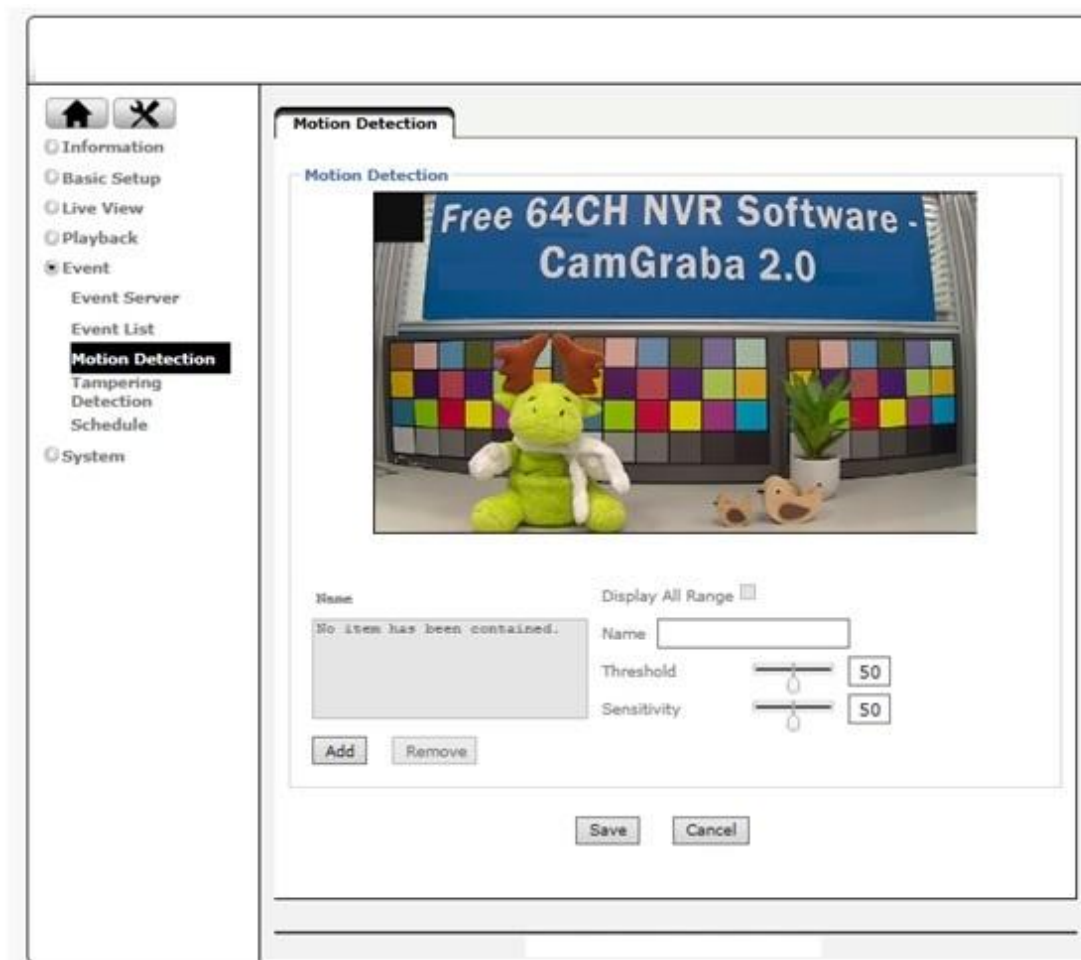 Information
Basic Setup
Live View
Playback
Event
Event Server
Event List
Motion Detection
Tampering
Detection
Schedule
System
Motion Detection
Motion Detection
Free 64CH NVR Software -
CamGraba 2.0
Name
No item has been contained.
Display All Range
Name
Threshold 50
Sensitivity 50
Add Remove
Save Cancel